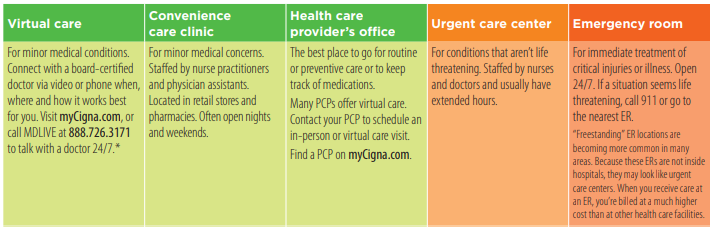 Virtual care
For minor medical conditions.
Connect with a board-certified
doctor via video or phone when,
where and how it works best
for you. Visit myCigna.com, or
call MDLIVE at 888.726.3171
to talk with a doctor 24/7.*
Convenience
care clinic
For minor medical concerns.
Staffed by nurse practitioners
and physician assistants.
Located in retail stores and
pharmacies. Often open nights
and weekends.
Health care
provider's office
The best place to go for routine
or preventive care or to keep
track of medications.
Many PCPs offer virtual care.
Contact your PCP to schedule an
in-person or virtual care visit.
Find a PCP on myCigna.com.
Urgent care center
For conditions that aren't life
threatening. Staffed by nurses
and doctors and usually have
extended hours.
Emergency room
For immediate treatment of
critical injuries or illness. Open
24/7. If a situation seems life
threatening, call 911 or go to
the nearest ER.
"Freestanding" ER locations are
becoming more common in many
areas. Because these ERs are not inside
hospitals, they may look like urgent
care centers. When you receive care at
an ER, you're billed at a much higher
cost than at other health care facilities.